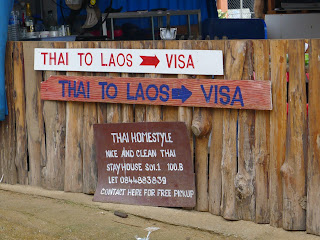 THAI TO LAOS → VISA
THAI TO LAOS → VISA
THAI HOMESTYLE
NICE AND CLEAN THAI
STAYHOUSE SOI.1 100.B
LET 0844883839
CONTACT HERE FOR FREE PICKUP